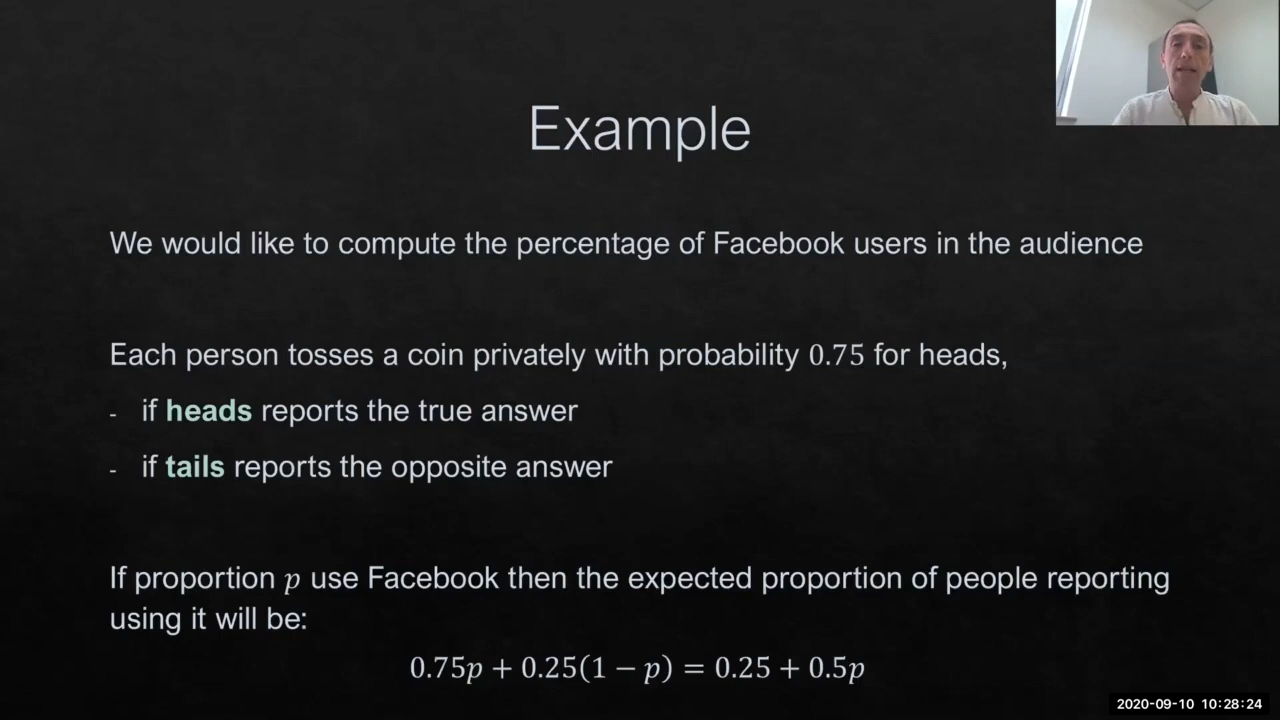 Example
We would like to compute the percentage of Facebook users in the audience
Each person tosses a coin privately with probability 0.75 for heads,
- if heads reports the true answer
- if tails reports the opposite answer
If proportion p use Facebook then the expected proportion of people reporting
using it will be:
0.75p + 0.25(1 − p) = 0.25 + 0.5p
2020-09-10 10:28:24